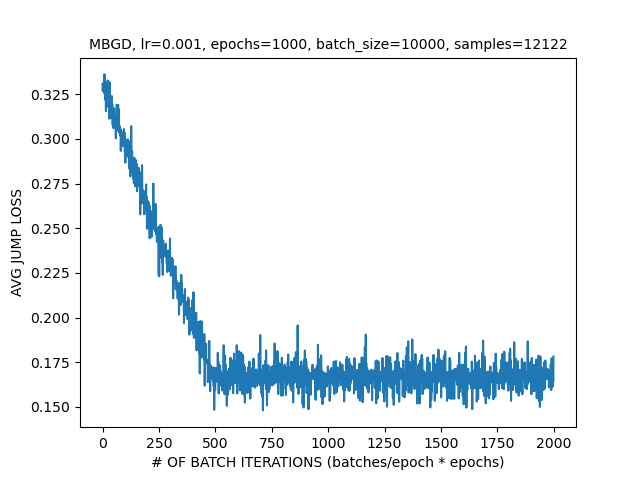 MBGD, lr=0.001, epochs=1000, batch_size=10000, samples=12122
0.325
0.300
0.275
0.250
0.225
0.200
0.175
0.150
AVG JUMP LOSS
0 250 500 750 1000 1250 1500 1750 2000
# OF BATCH ITERATIONS (batches/epoch * epochs)